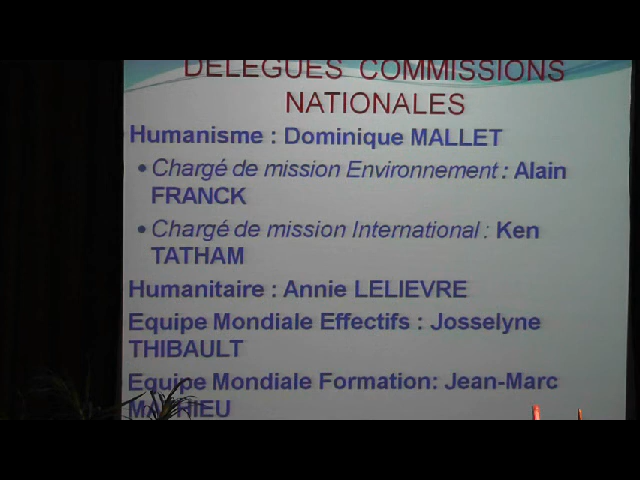 DELEGUES COMMISSIONS
NATIONALES
Humanisme : Dominique MALLET
• Chargé de mission Environnement : Alain
FRANCK
• Chargé de mission International : Ken
TATHAM
Humanitaire : Annie LELIEVRE
Equipe Mondiale Effectifs : Josselyne
THIBAULT
Equipe Mondiale Formation: Jean-Marc